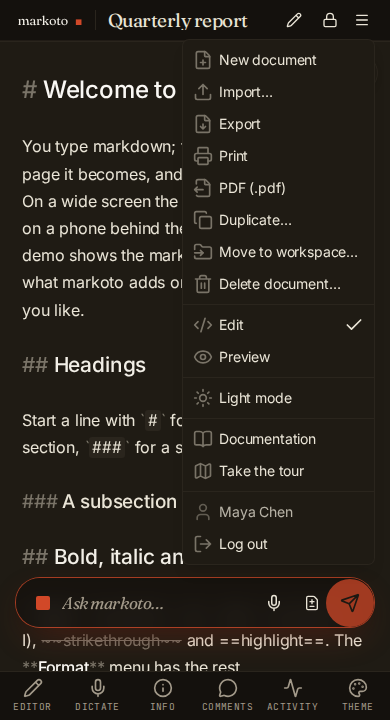 markoto
Quarterly report
# Welcome to
You type markdown;
page it becomes, and
On a wide screen the
on a phone behind the
demo shows the mark
what markoto adds or
you like.
## Headings
Start a line with `#` fo
section, `###` for a s
### A subsection
## Bold, italic an
New document
Import...
Export
Print
PDF (.pdf)
Duplicate...
Move to workspace...
Delete document...
Edit
Preview
Light mode
Documentation
Take the tour
Maya Chen
Log out
Ask markoto...
I), ~~strikethrough~~ and ==highlight==. The
**Format** menu has the rest
EDITOR DICTATE INFO COMMENTS ACTIVITY THEME